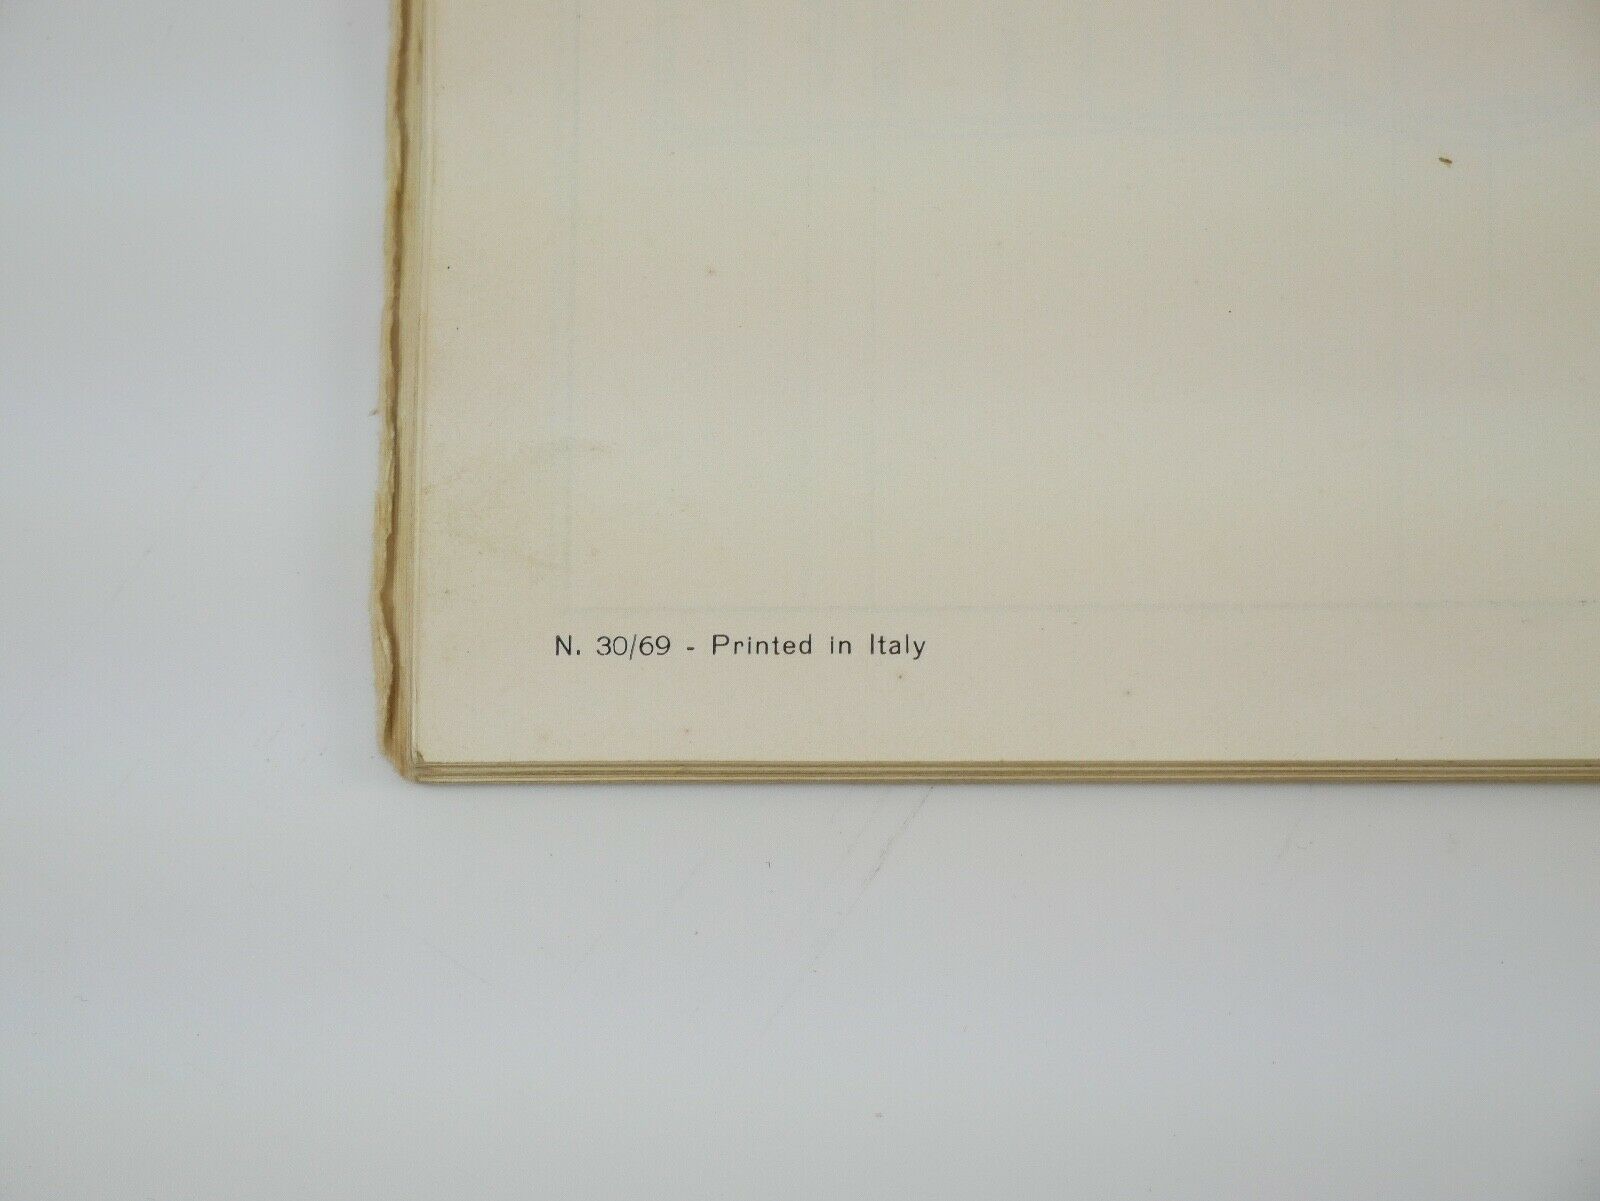 N. 30/69 - Printed in Italy